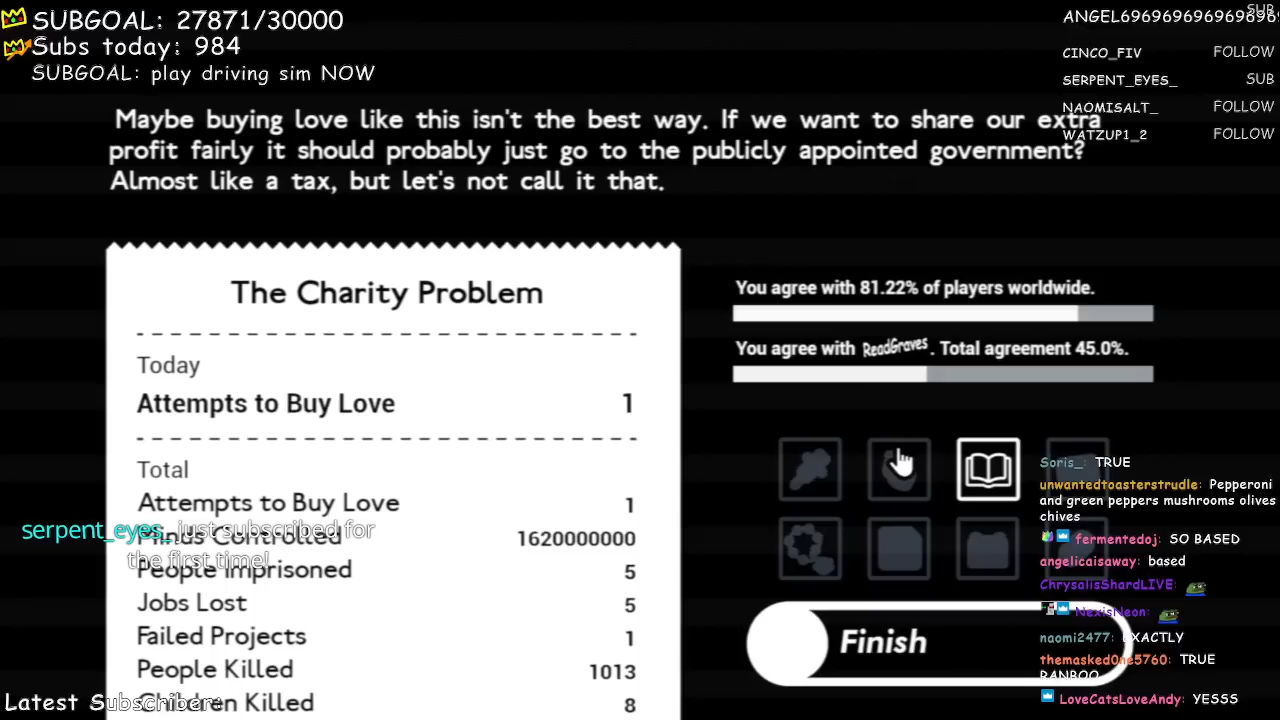 SUBGOAL: 27871/30000
Subs today: 984
SUBGOAL: play driving sim NOW
SUB
ANGEL696969696969696
CINCO_FIV FOLLOW
SERPENT_EYES_ SUB
NAOMISALT_ FOLLOW
WATZUP1_2 FOLLOW
Maybe buying love like this isn't the best way. If we want to share our extra
profit fairly it should probably just go to the publicly appointed government?
Almost like a tax, but let's not call it that.
The Charity Problem
Today
Attempts to Buy Love 1
Total
Attempts to Buy Love 1
Minds Controlled 1620000000
People Imprisoned 5
Jobs Lost 5
Failed Projects 1
People Killed 1013
Children Killed 8
serpent_eyes_ just subscribed for
the first time!
Latest Subscriber:
You agree with 81.22% of players worldwide.
You agree with ReadGraves. Total agreement 45.0%.
Finish
Soris_: TRUE
unwantedtoasterstrudle: Pepperoni
and green peppers mushrooms olives
chives
fermentedoj: SO BASED
angelicaisaway: based
ChrysalisShardLIVE:
NexisNeon:
naomi2477: EXACTLY
themasked0ne5760: TRUE
RANBOO
LoveCatsLoveAndy: YESSS